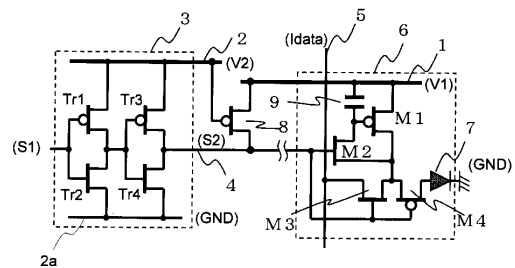 3
2
5
(Idata)
6
1
(V2)
(V1)
Tr1
Tr3
9
M1
(S1)
(S2)
8
M2
7
(GND)
Tr2
Tr4
4
(GND)
M3
M4
2a